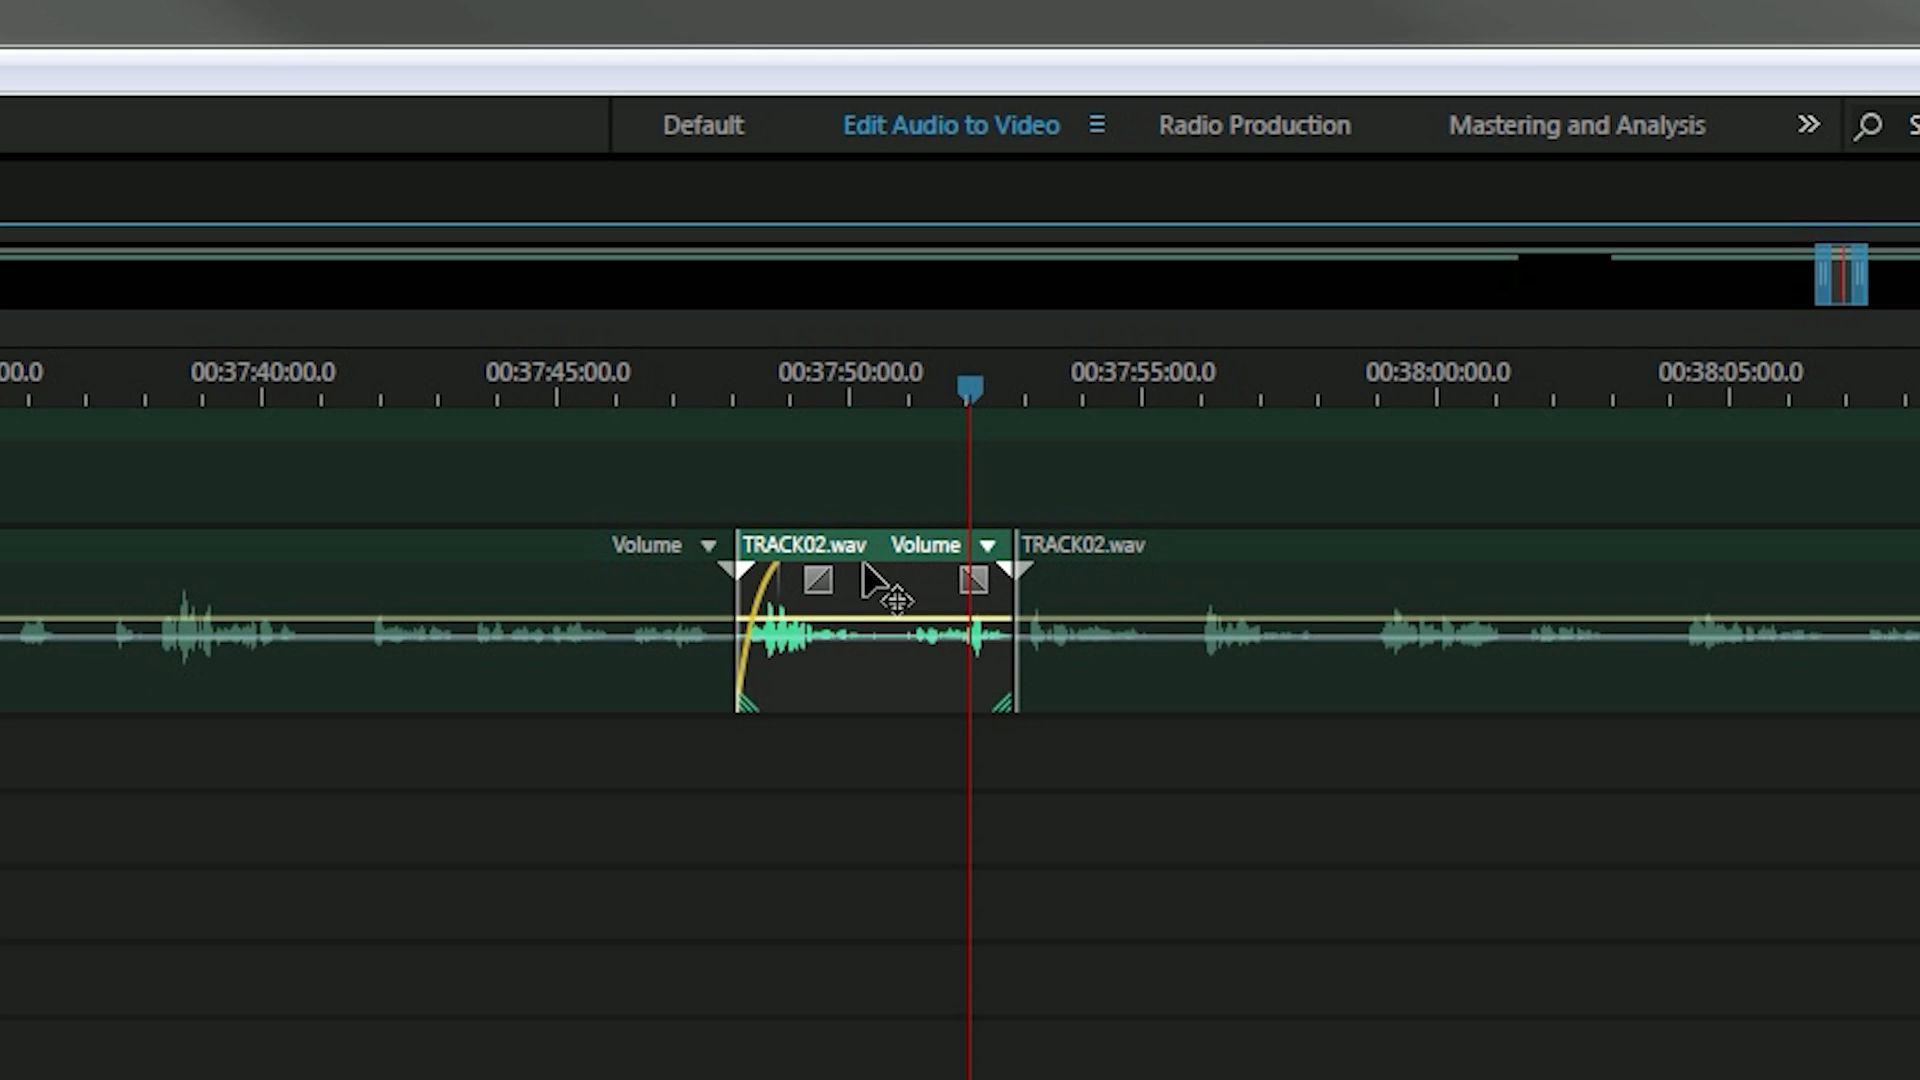 Default Edit Audio to Video Radio Production Mastering and Analysis S
00.0 00:37:40:00.0 00:37:45:00.0 00:37:50:00.0 00:37:55:00.0 00:38:00:00.0 00:38:05:00.0
Volume TRACK02.wav Volume TRACK02.wav